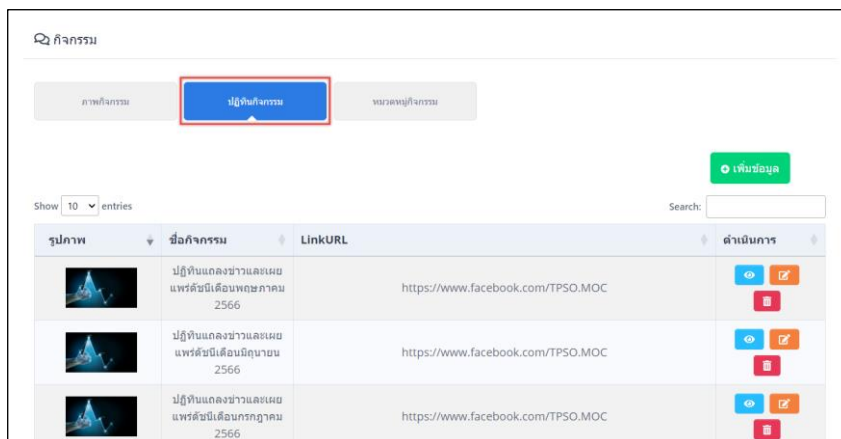 กิจกรรม
ภาพกิจกรรม ปฏิทินกิจกรรม หมวดหมู่กิจกรรม
เพิ่มข้อมูล
Show 10 entries Search:
รูปภาพ ชื่อกิจกรรม LinkURL ดำเนินการ
ปฏิทินแถลงข่าวและเผย
แพร่ดัชนีเดือนพฤษภาคม
2566
https://www.facebook.com/TPSO.MOC
ปฏิทินแถลงข่าวและเผย
แพร่ดัชนีเดือนมิถุนายน
2566
https://www.facebook.com/TPSO.MOC
ปฏิทินแถลงข่าวและเผย
แพร่ดัชนีเดือนกรกฎาคม
2566
https://www.facebook.com/TPSO.MOC